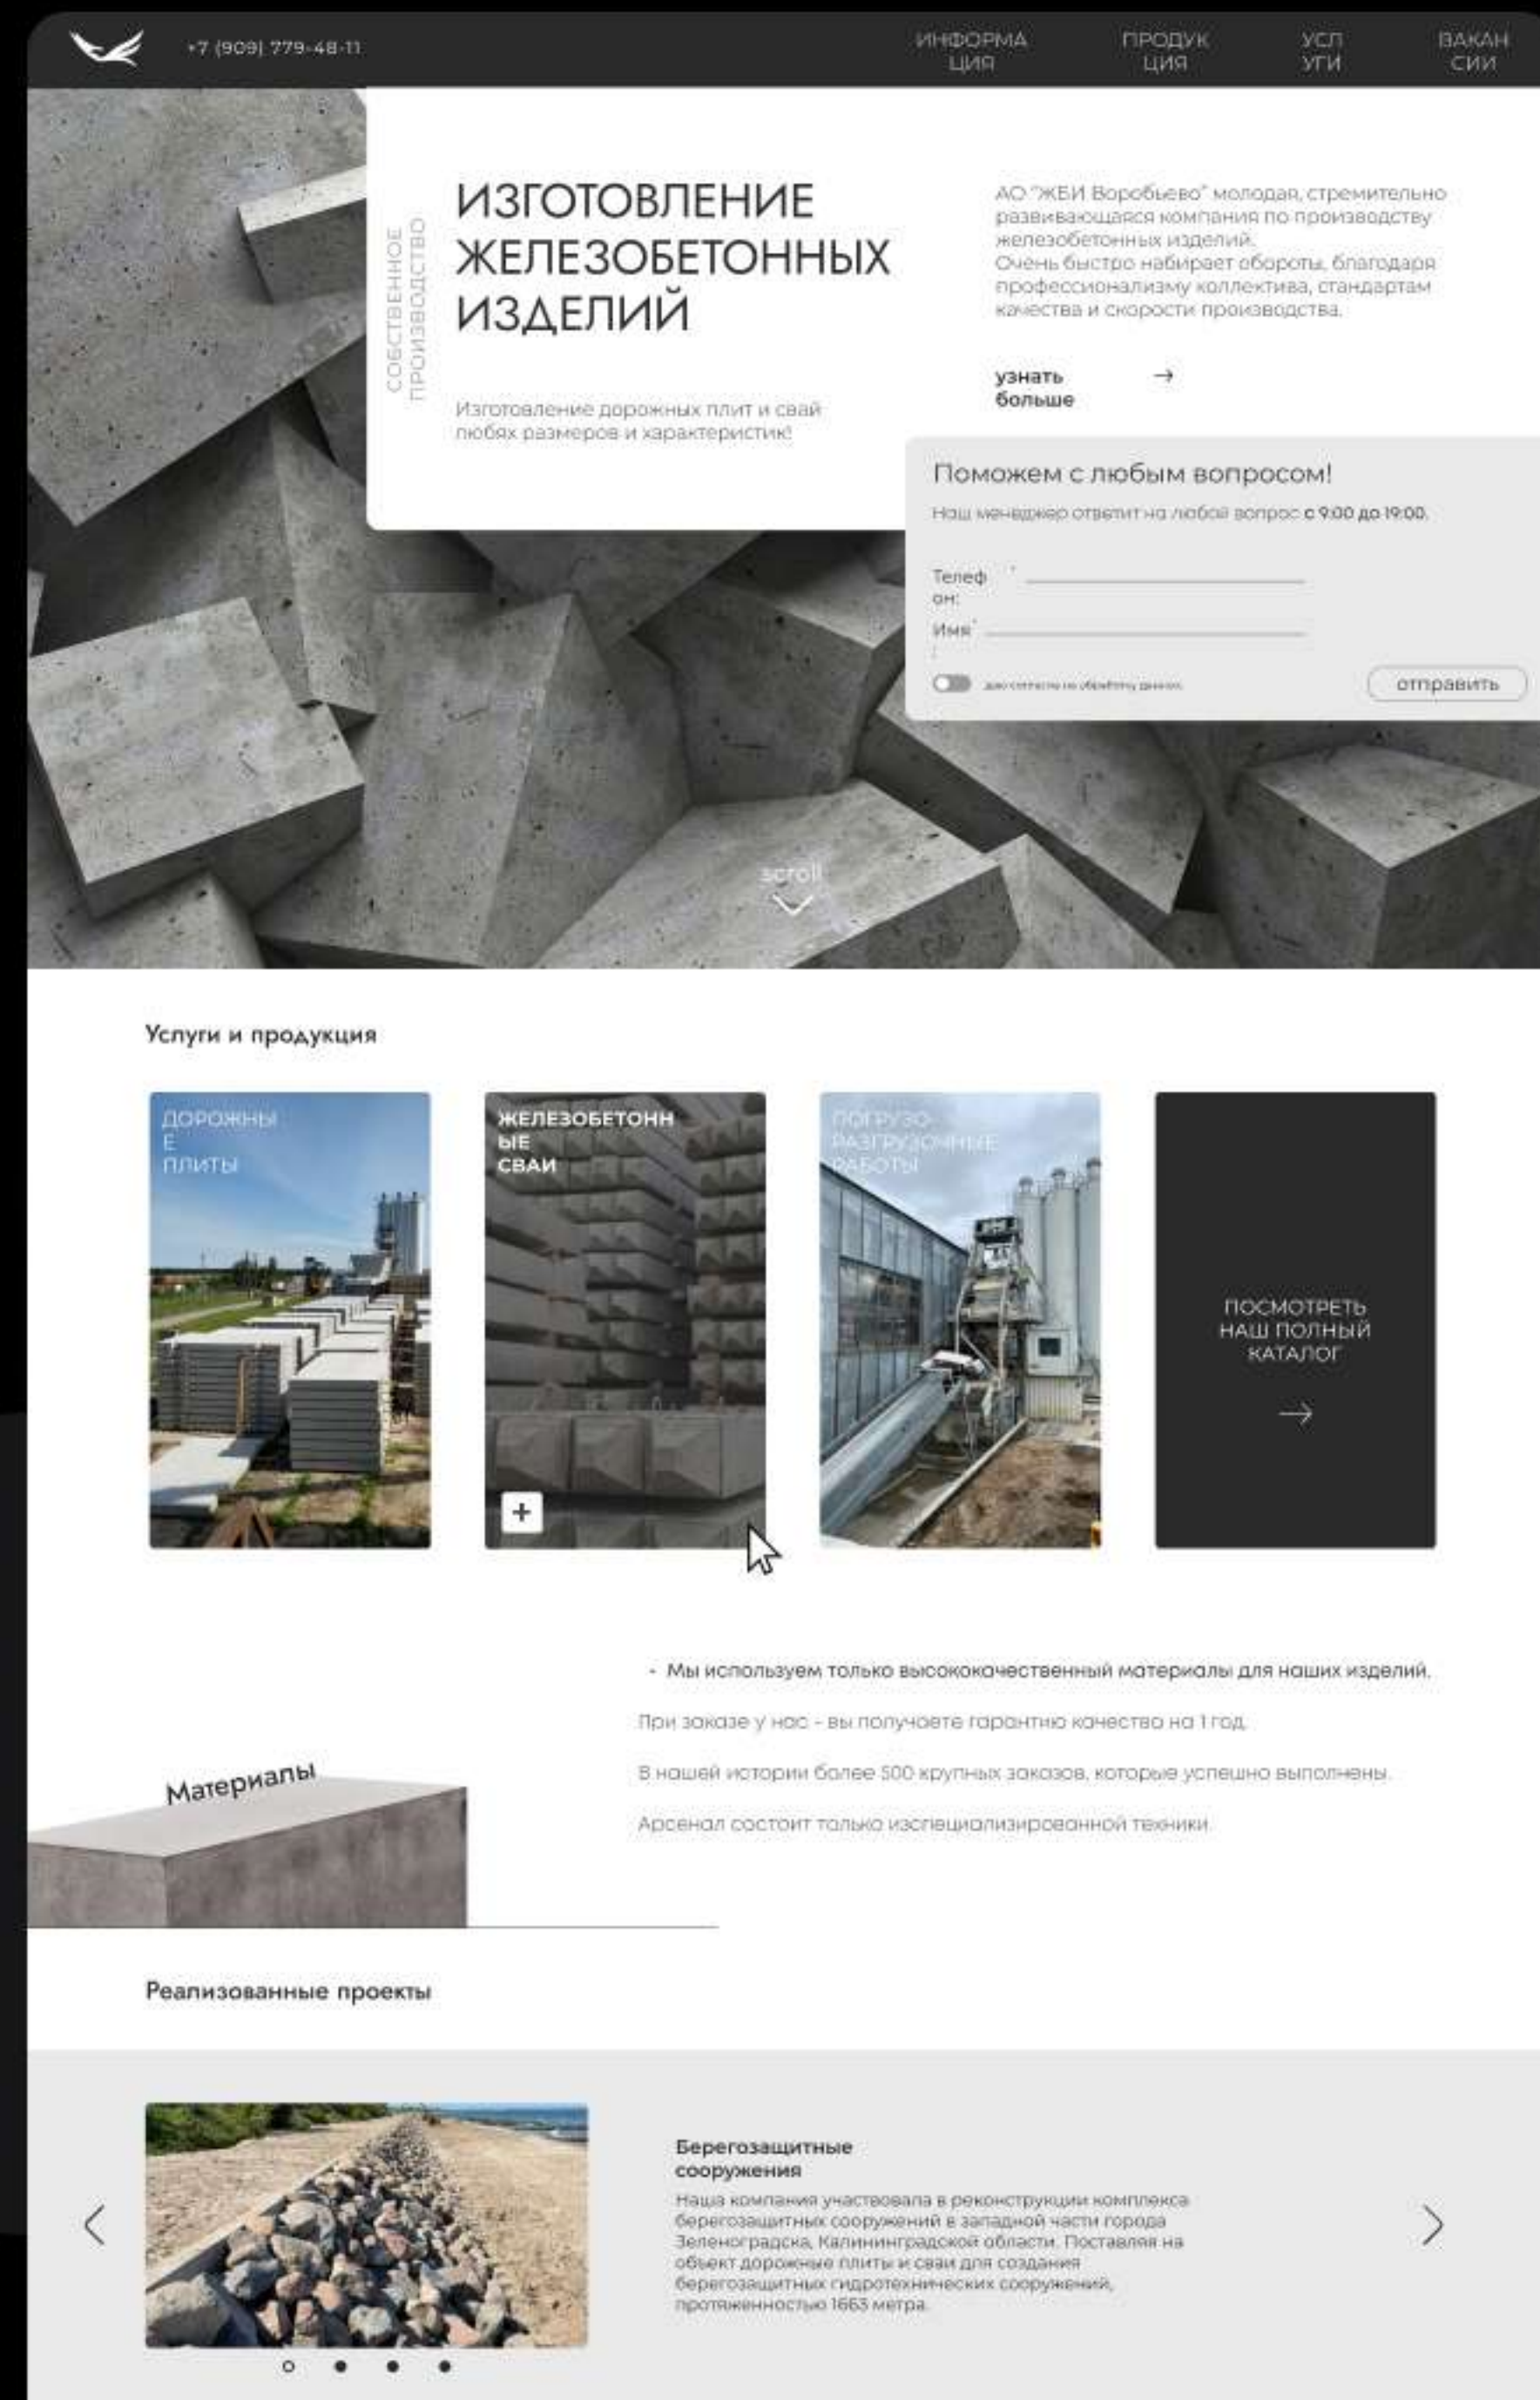 +7 (909) 779-48-11
ИНФОРМА
ЦИЯ
ПРОДУК
ЦИЯ
УСЛ
УГИ
ВАКАН
СИИ
СОБСТВЕННОЕ
ПРОИЗВОДСТВО
ИЗГОТОВЛЕНИЕ
ЖЕЛЕЗОБЕТОННЫХ
ИЗДЕЛИЙ
Изготовление дорожных плит и свай
любях размеров и характеристик!
АО "ЖБИ Воробьево" молодая, стремительно
развивающаяся компания по производству
железобетонных изделий.
Очень быстро набирает обороты, благодаря
профессионализму коллектива, стандартам
качества и скорости производства.
узнать →
больше
Поможем с любым вопросом!
Наш менеджер ответит на любой вопрос с 9:00 до 19:00.
Телеф *
он:
Имя *
:
даю согласие на обработку данных
отправить
scroll
Услуги и продукция
ДОРОЖНЫ
Е
ПЛИТЫ
ЖЕЛЕЗОБЕТОНН
ЫЕ
СВАИ
+
ПОГРУЗО-
РАЗГРУЗОЧНЫЕ
РАБОТЫ
ПОСМОТРЕТЬ
НАШ ПОЛНЫЙ
КАТАЛОГ
→
- Мы используем только высококачественный материалы для наших изделий.
При заказе у нас - вы получаете гарантию качества на 1 год.
В нашей истории более 500 крупных заказов, которые успешно выполнены.
Арсенал состоит только изспециализированной техники.
Материалы
Реализованные проекты
Берегозащитные
сооружения
Наша компания участвовала в реконструкции комплекса
берегозащитных сооружений в западной части города
Зеленоградска, Калининградской области. Поставляя на
объект дорожные плиты и сваи для создания
берегозащитных гидротехнических сооружений,
протяженностью 1663 метра.